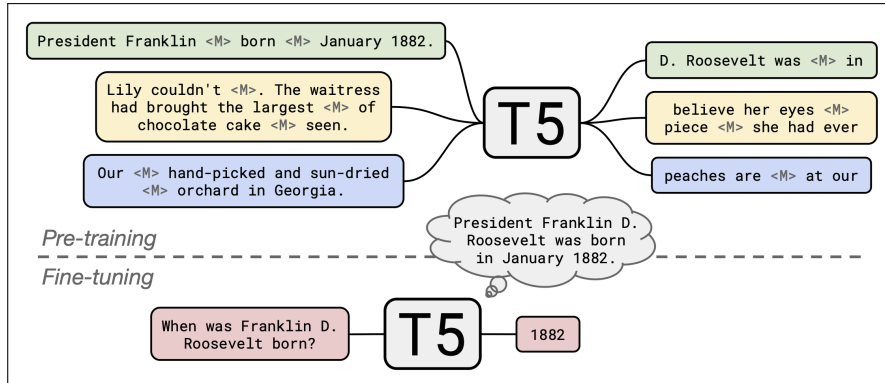 President Franklin <M> born <M> January 1882.
Lily couldn't <M>. The waitress
had brought the largest <M> of
chocolate cake <M> seen.
Our <M> hand-picked and sun-dried
<M> orchard in Georgia.
T5
D. Roosevelt was <M> in
believe her eyes <M>
piece <M> she had ever
peaches are <M> at our
Pre-training
President Franklin D.
Roosevelt was born
in January 1882.
Fine-tuning
When was Franklin D.
Roosevelt born?
T5
1882